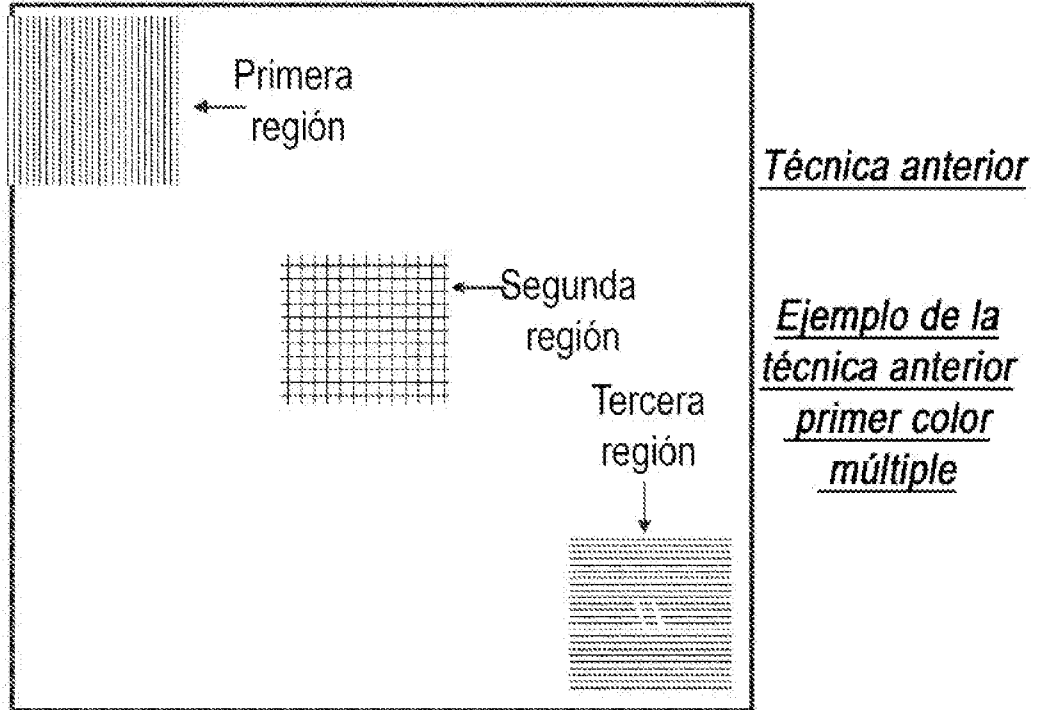 Primera
región
Segunda
región
Tercera
región
Técnica anterior
Ejemplo de la
técnica anterior
primer color
múltiple